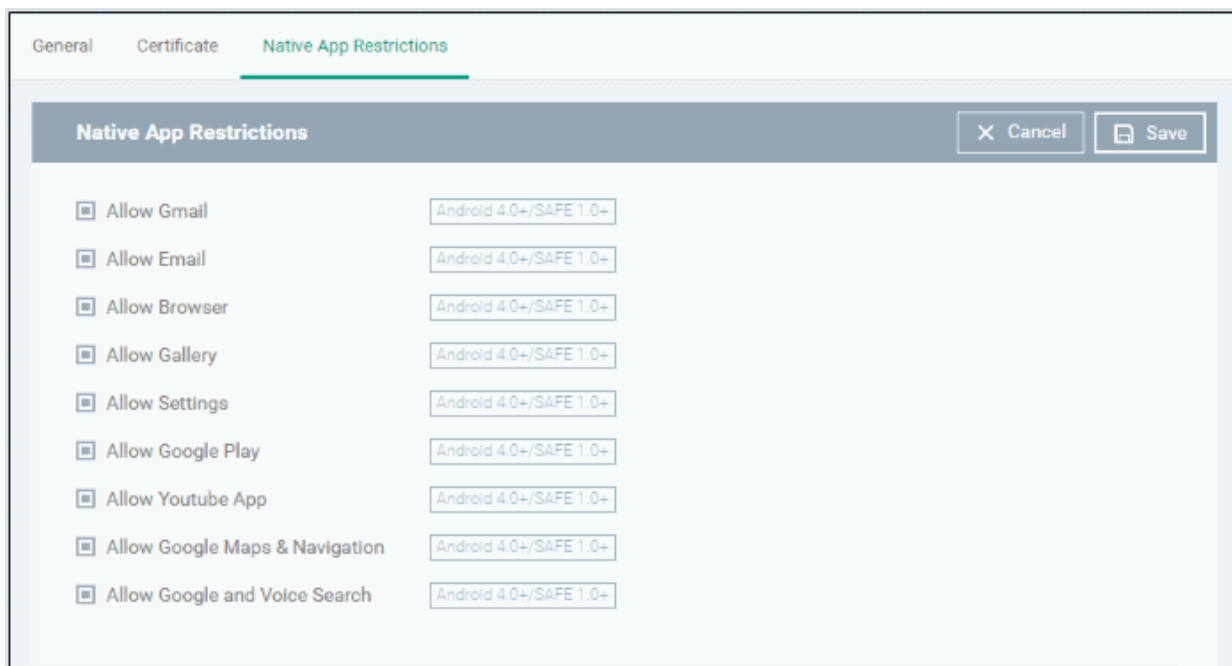 General Certificate Native App Restrictions
Native App Restrictions Cancel Save
Allow Gmail Android 4.0+/SAFE 1.0+
Allow Email Android 4.0+/SAFE 1.0+
Allow Browser Android 4.0+/SAFE 1.0+
Allow Gallery Android 4.0+/SAFE 1.0+
Allow Settings Android 4.0+/SAFE 1.0+
Allow Google Play Android 4.0+/SAFE 1.0+
Allow Youtube App Android 4.0+/SAFE 1.0+
Allow Google Maps & Navigation Android 4.0+/SAFE 1.0+
Allow Google and Voice Search Android 4.0+/SAFE 1.0+